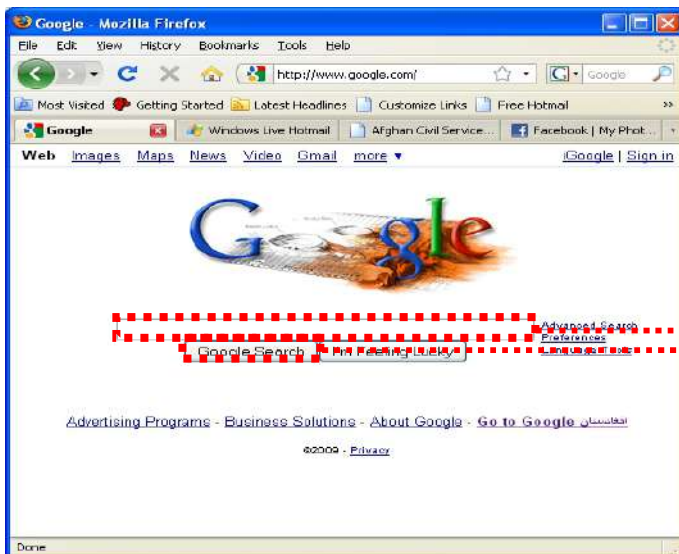 Google - Mozilla Firefox
File Edit View History Bookmarks Tools Help
http://www.google.com/ G Google
Most Visited Getting Started Latest Headlines Customize Links Free Hotmail »
Google Windows Live Hotmail Afghan Civil Service... Facebook | My Phot...
Web Images Maps News Video Gmail more ▼ iGoogle | Sign in
Google
Advanced Search
Preferences
Google Search I'm Feeling Lucky Language Tools
Advertising Programs - Business Solutions - About Google - Go to Google افغانستان
©2009 - Privacy
Done